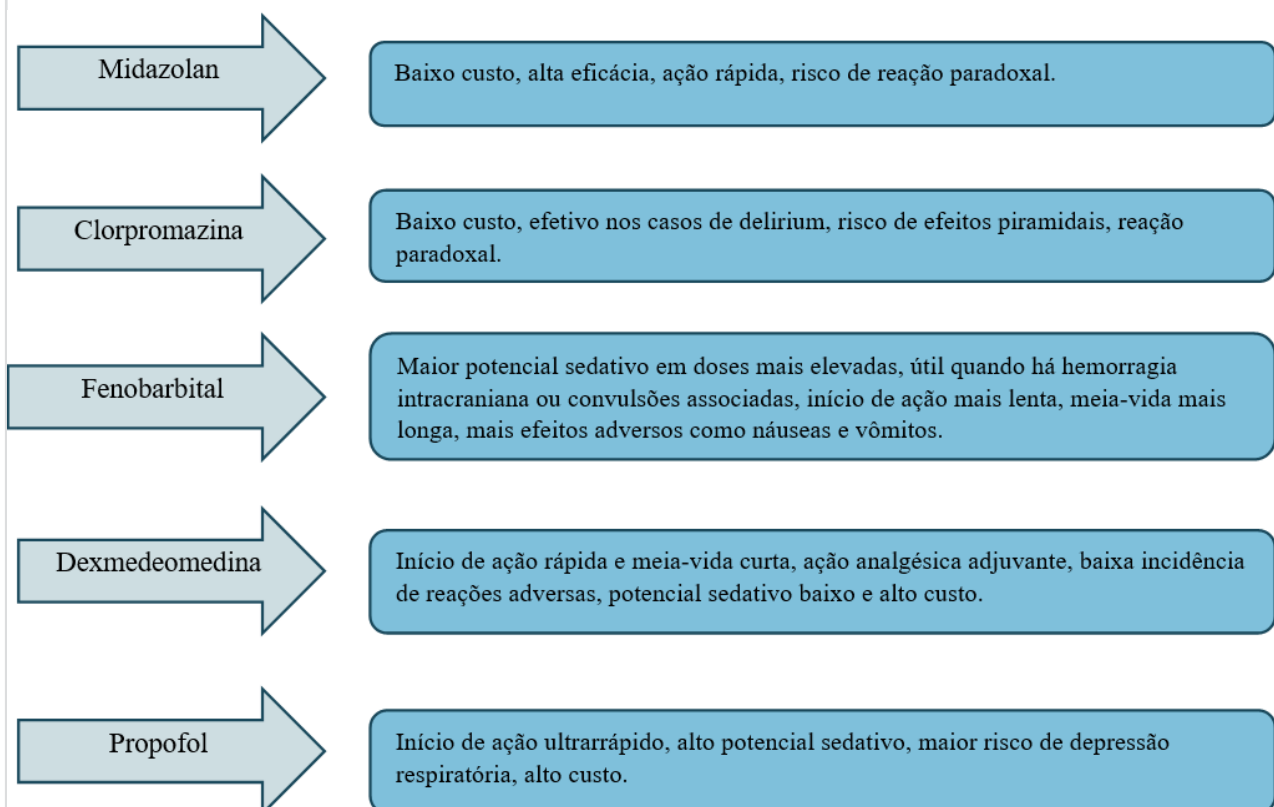 Midazolan
Baixo custo, alta eficácia, ação rápida, risco de reação paradoxal.
Clorpromazina
Baixo custo, efetivo nos casos de delirium, risco de efeitos piramidais, reação
paradoxal.
Fenobarbital
Maior potencial sedativo em doses mais elevadas, útil quando há hemorragia
intracraniana ou convulsões associadas, início de ação mais lenta, meia-vida mais
longa, mais efeitos adversos como náuseas e vômitos.
Dexmedeomedina
Início de ação rápida e meia-vida curta, ação analgésica adjuvante, baixa incidência
de reações adversas, potencial sedativo baixo e alto custo.
Propofol
Início de ação ultrarrápido, alto potencial sedativo, maior risco de depressão
respiratória, alto custo.